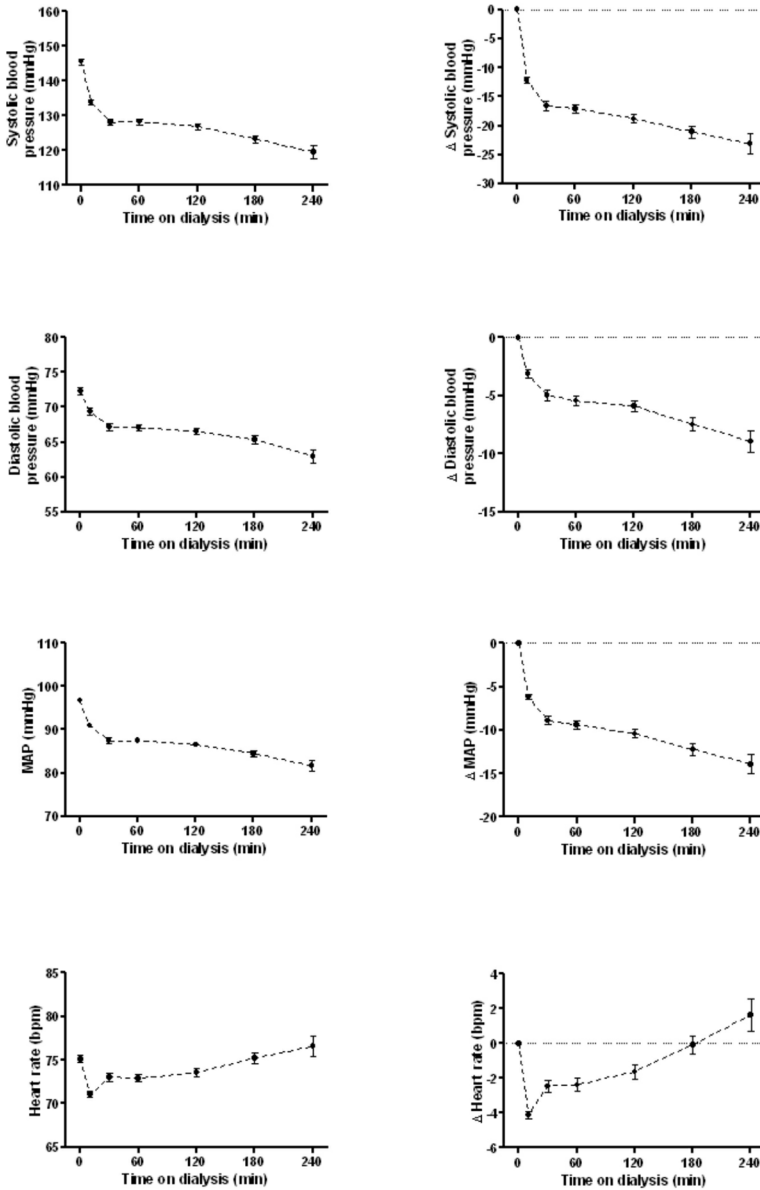 Systolic blood
pressure (mmHg)
160
150
140
130
120
110
0 60 120 180 240
Time on dialysis (min)
Δ Systolic blood
pressure (mmHg)
0
-5
-10
-15
-20
-25
-30
0 60 120 180 240
Time on dialysis (min)
Diastolic blood
pressure (mmHg)
80
75
70
65
60
55
0 60 120 180 240
Time on dialysis (min)
Δ Diastolic blood
pressure (mmHg)
0
-5
-10
-15
0 60 120 180 240
Time on dialysis (min)
MAP (mmHg)
110
100
90
80
70
0 60 120 180 240
Time on dialysis (min)
Δ MAP (mmHg)
0
-5
-10
-15
-20
0 60 120 180 240
Time on dialysis (min)
Heart rate (bpm)
85
80
75
70
65
0 60 120 180 240
Time on dialysis (min)
Δ Heart rate (bpm)
4
2
0
-2
-4
-6
0 60 120 180 240
Time on dialysis (min)